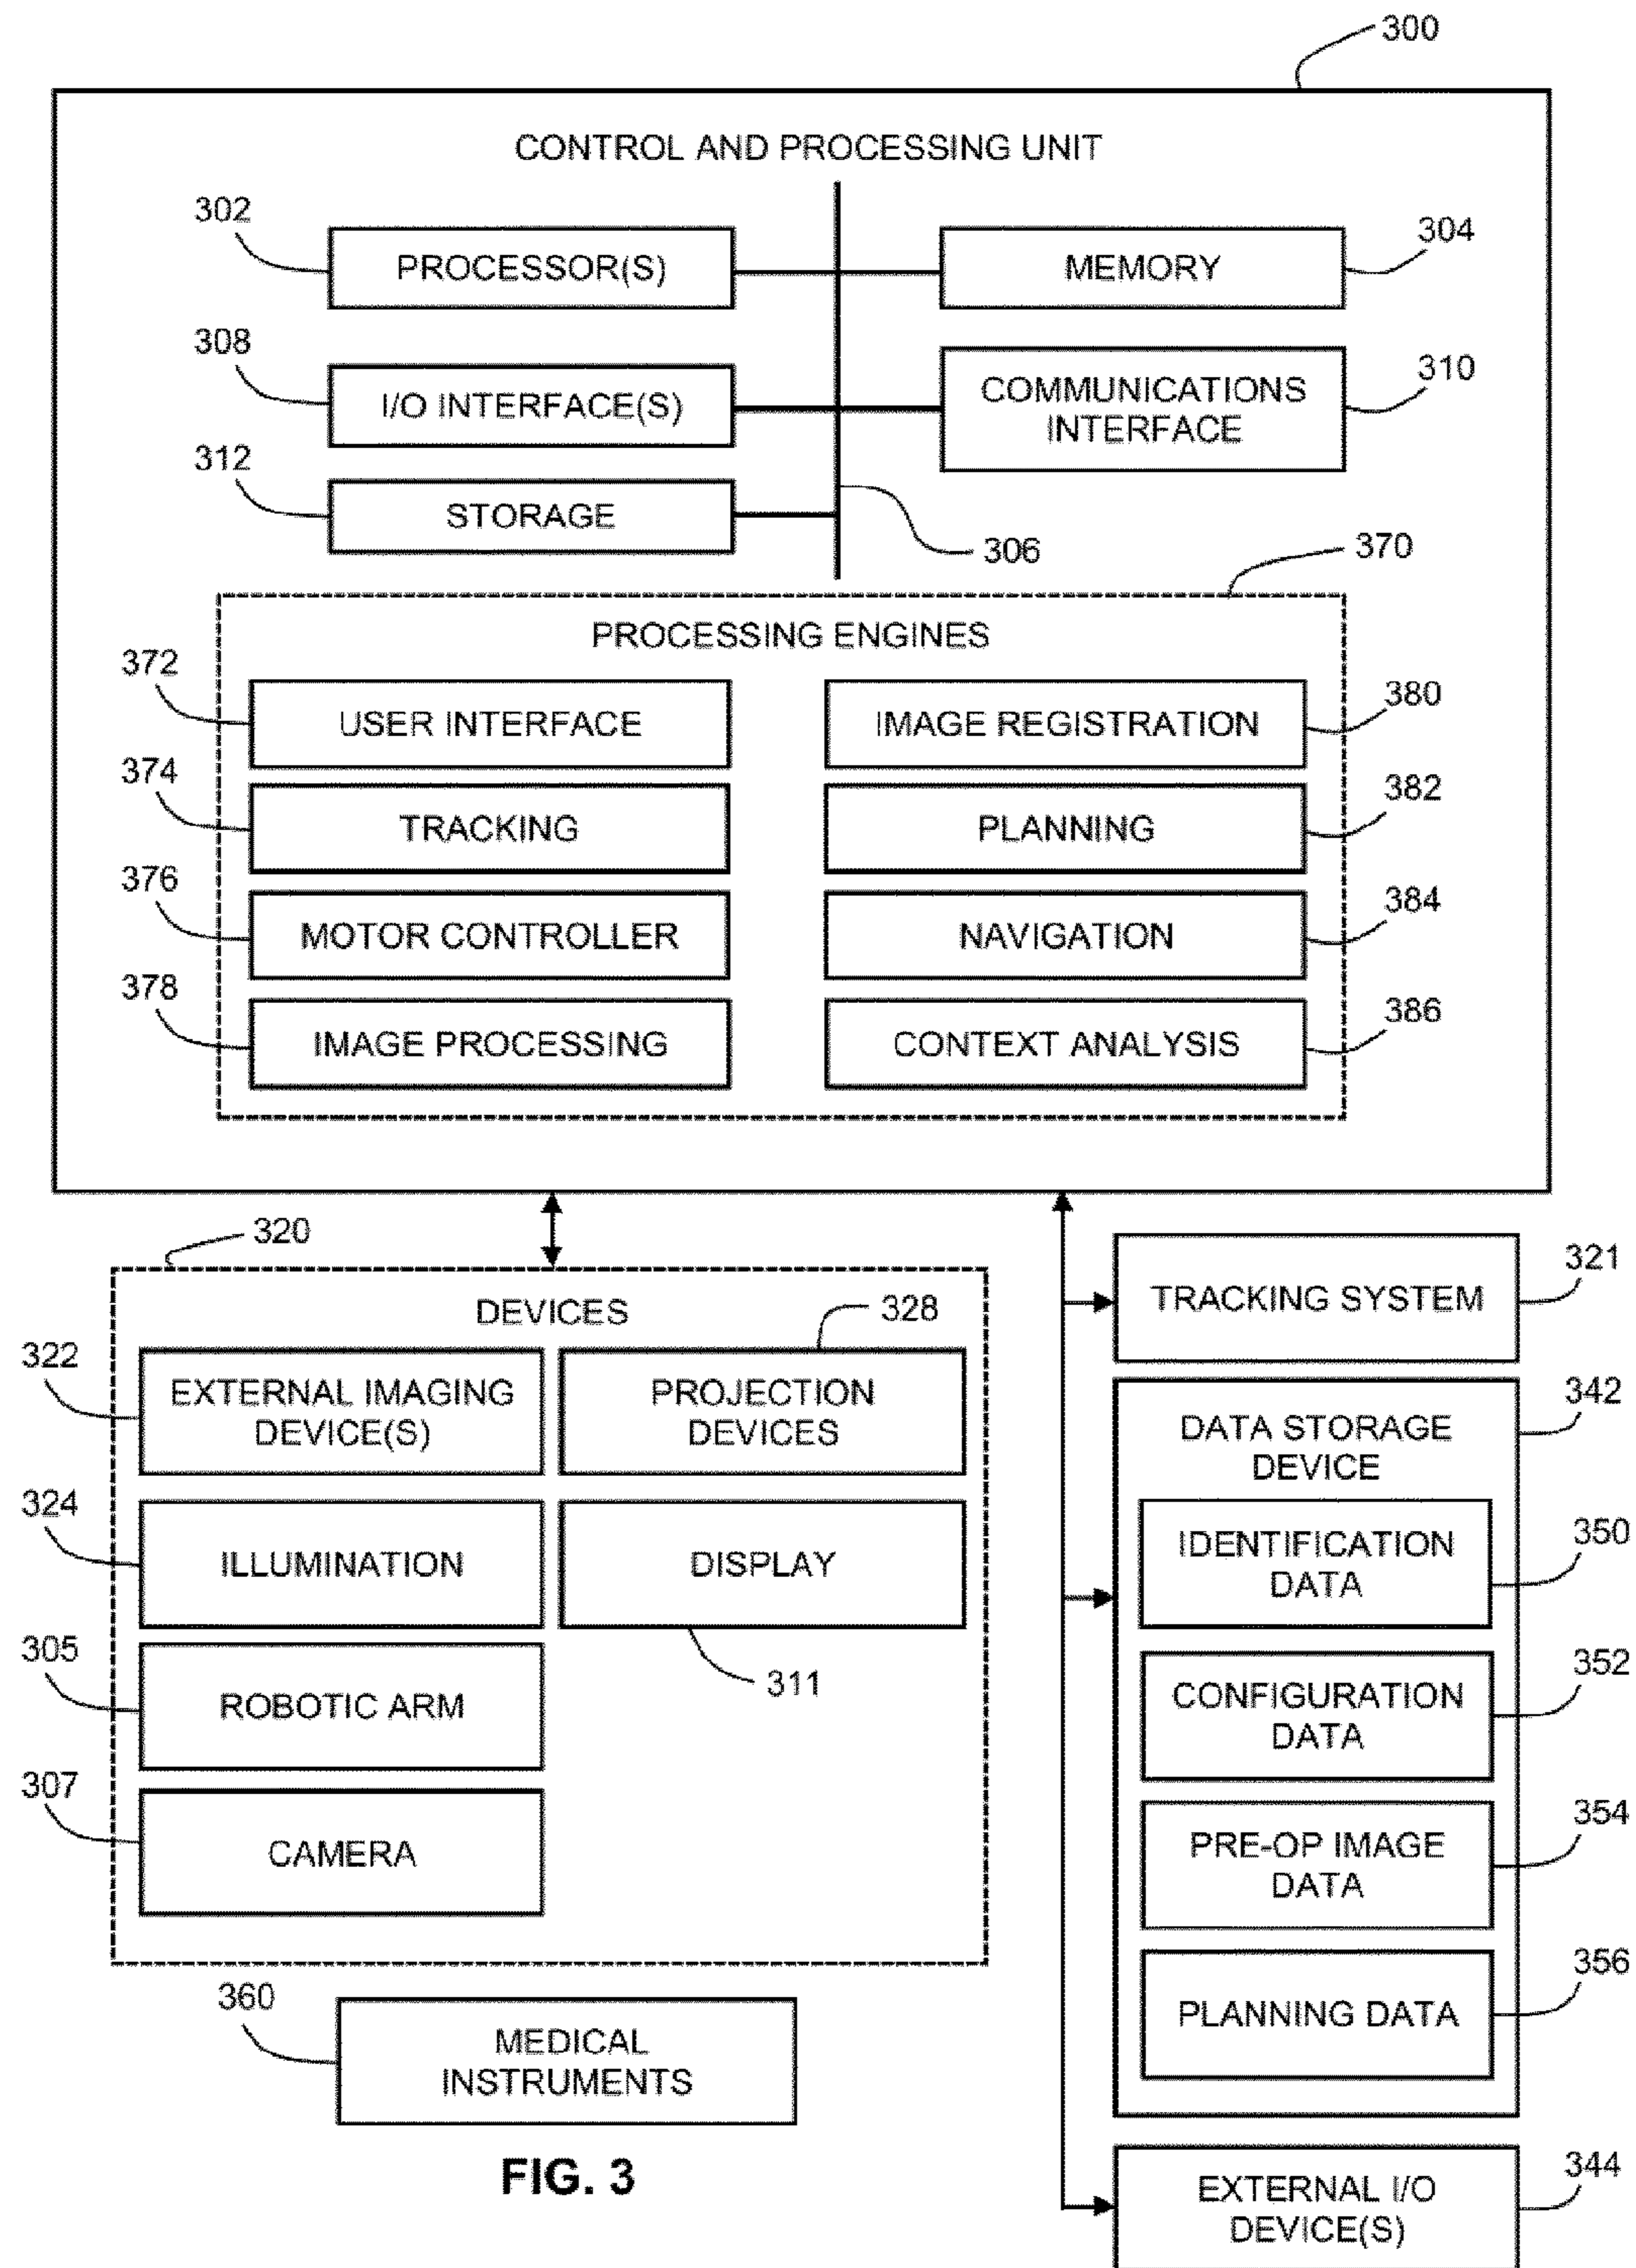 300
CONTROL AND PROCESSING UNIT
302
PROCESSOR(S)
MEMORY
304
308
I/O INTERFACE(S)
COMMUNICATIONS
INTERFACE
310
312
STORAGE
306
370
PROCESSING ENGINES
372
USER INTERFACE
IMAGE REGISTRATION
380
374
TRACKING
PLANNING
382
376
MOTOR CONTROLLER
NAVIGATION
384
378
IMAGE PROCESSING
CONTEXT ANALYSIS
386
320
DEVICES
328
322
EXTERNAL IMAGING
DEVICE(S)
PROJECTION
DEVICES
324
ILLUMINATION
DISPLAY
311
305
ROBOTIC ARM
307
CAMERA
360
MEDICAL
INSTRUMENTS
TRACKING SYSTEM
321
342
DATA STORAGE
DEVICE
IDENTIFICATION
DATA
350
CONFIGURATION
DATA
352
PRE-OP IMAGE
DATA
354
PLANNING DATA
356
EXTERNAL I/O
DEVICE(S)
344
FIG. 3